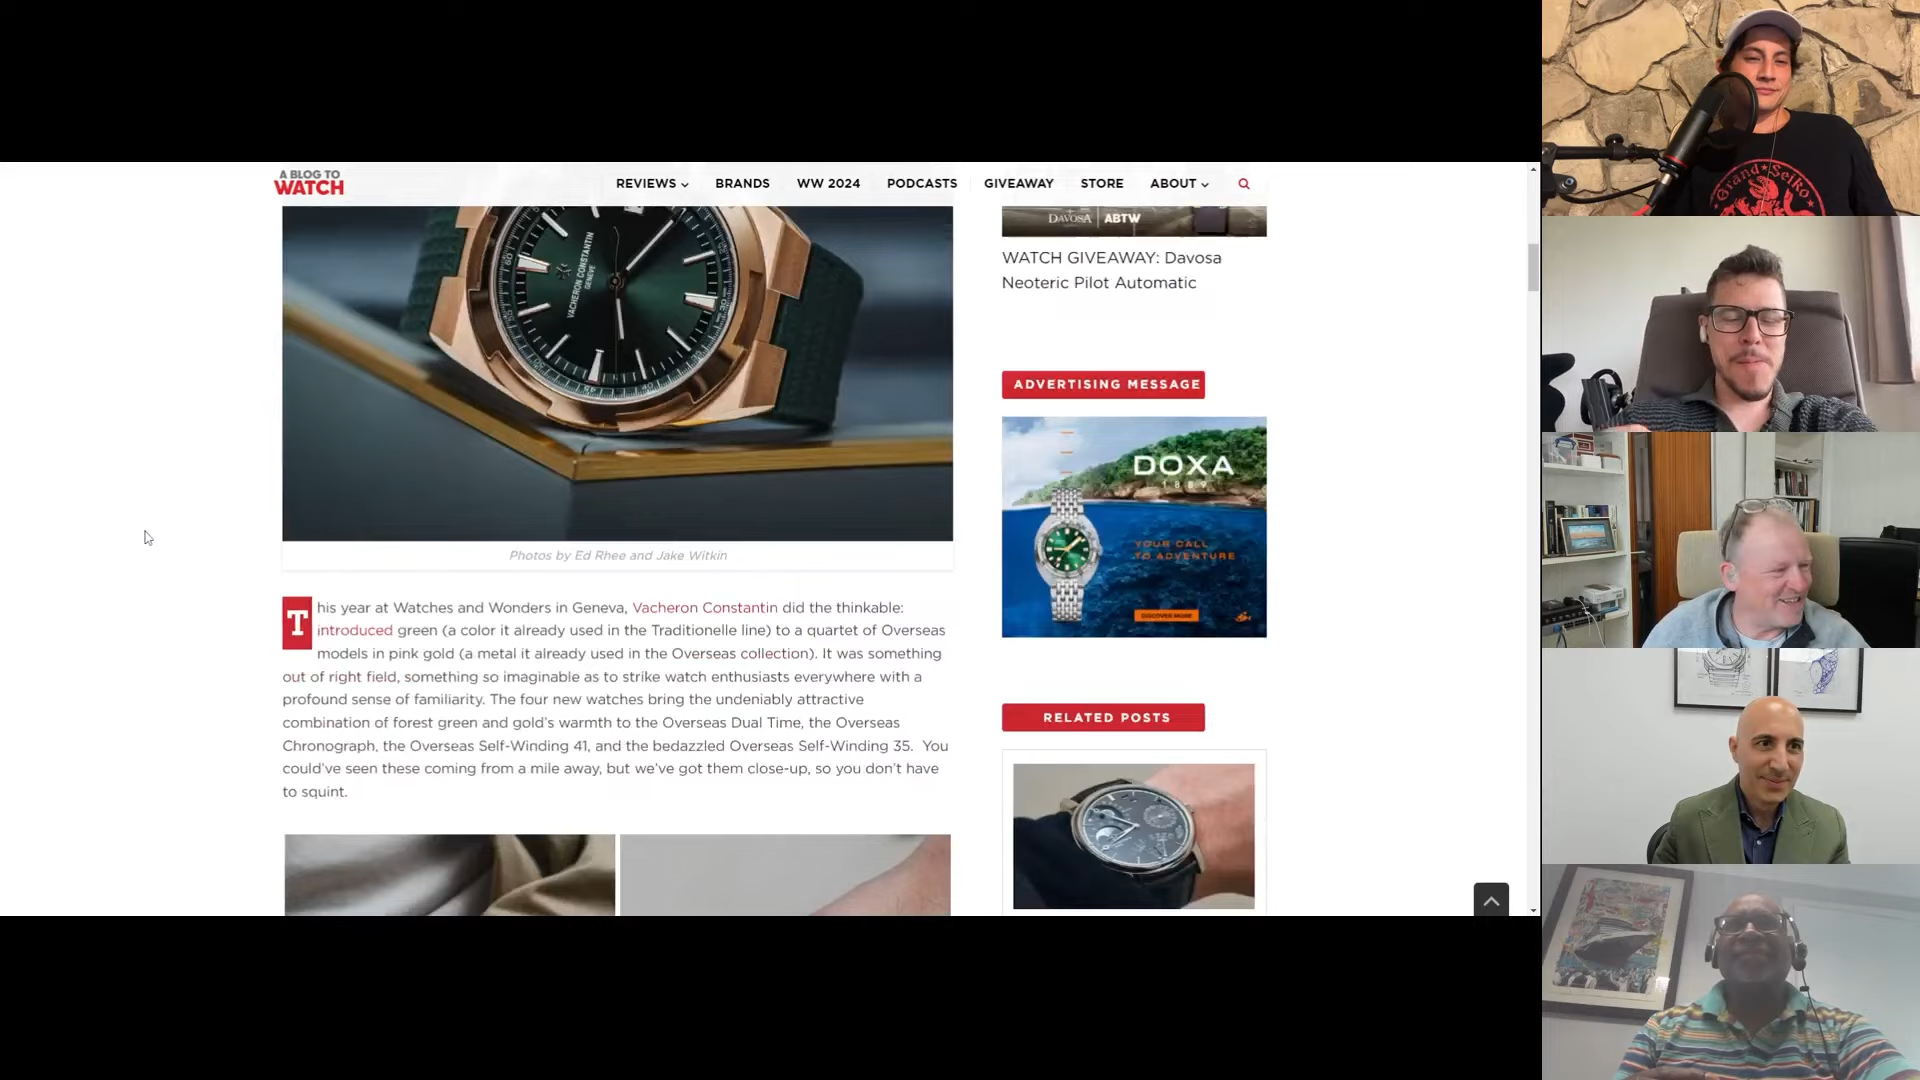 A BLOG TO
WATCH
REVIEWS
BRANDS
WW 2024
PODCASTS
GIVEAWAY
STORE
ABOUT
VACHERON CONSTANTIN
GENEVE
Photos by Ed Rhee and Jake Witkin
This year at Watches and Wonders in Geneva, Vacheron Constantin did the thinkable:
introduced green (a color it already used in the Traditionelle line) to a quartet of Overseas
models in pink gold (a metal it already used in the Overseas collection). It was something
out of right field, something so imaginable as to strike watch enthusiasts everywhere with a
profound sense of familiarity. The four new watches bring the undeniably attractive
combination of forest green and gold's warmth to the Overseas Dual Time, the Overseas
Chronograph, the Overseas Self-Winding 41, and the bedazzled Overseas Self-Winding 35. You
could've seen these coming from a mile away, but we've got them close-up, so you don't have
to squint.
DAVOSA | ABTW
WATCH GIVEAWAY: Davosa
Neoteric Pilot Automatic
ADVERTISING MESSAGE
DOXA
1889
YOUR CALL
TO ADVENTURE
DISCOVER MORE
RELATED POSTS
Grand Seiko